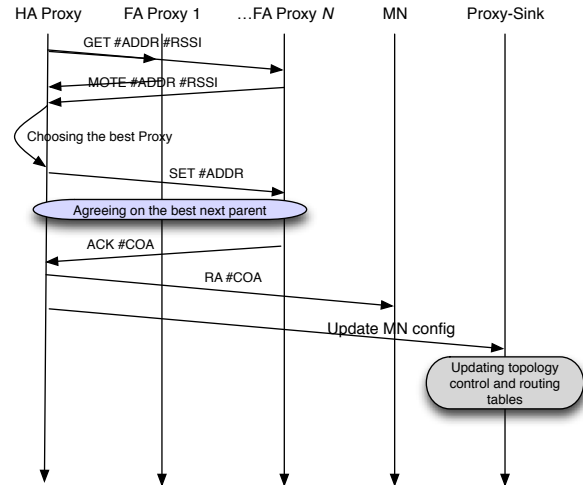 HA Proxy FA Proxy 1 ...FA Proxy N MN Proxy-Sink
GET #ADDR #RSSI
MOTE #ADDR #RSSI
Choosing the best Proxy
SET #ADDR
Agreeing on the best next parent
ACK #COA
RA #COA
Update MN config
Updating topology
control and routing
tables